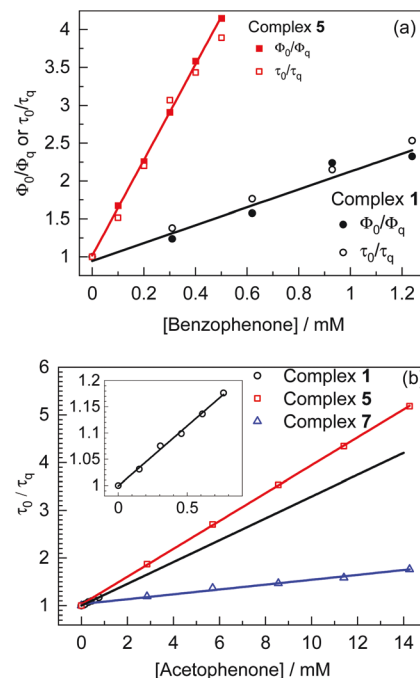 (a)
Complex 5
Φ0/Φq
τ0/τq
4
3.5
3
2.5
2
1.5
1
Φ0/Φq or τ0/τq
Complex 1
Φ0/Φq
τ0/τq
0 0.2 0.4 0.6 0.8 1 1.2
[Benzophenone] / mM
(b)
Complex 1
Complex 5
Complex 7
1.2
1.15
1.1
1.05
1
0 0.5
6
5
4
3
2
1
τ0 / τq
0 2 4 6 8 10 12 14
[Acetophenone] / mM